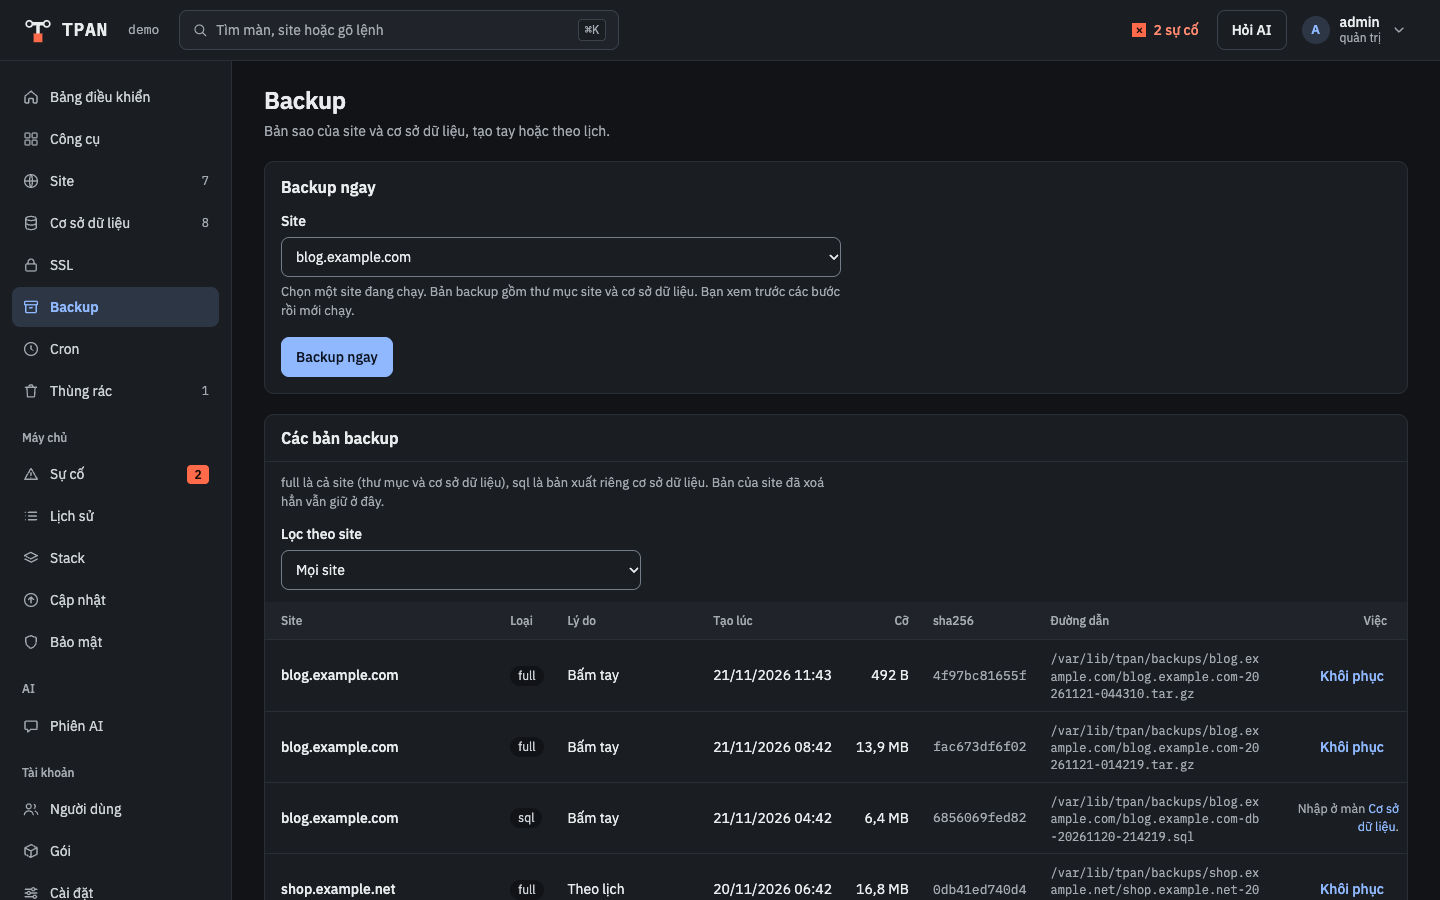 TPAN demo
Tìm màn, site hoặc gõ lệnh ⌘K
2 sự cố
Hỏi AI
A
admin
quản trị
Bảng điều khiển
Công cụ
Site 7
Cơ sở dữ liệu 8
SSL
Backup
Cron
Thùng rác 1
Máy chủ
Sự cố 2
Lịch sử
Stack
Cập nhật
Bảo mật
AI
Phiên AI
Tài khoản
Người dùng
Gói
Cài đặt
Backup
Bản sao của site và cơ sở dữ liệu, tạo tay hoặc theo lịch.
Backup ngay
Site
blog.example.com
Chọn một site đang chạy. Bản backup gồm thư mục site và cơ sở dữ liệu. Bạn xem trước các bước
rồi mới chạy.
Backup ngay
Các bản backup
full là cả site (thư mục và cơ sở dữ liệu), sql là bản xuất riêng cơ sở dữ liệu. Bản của site đã xoá
hẳn vẫn giữ ở đây.
Lọc theo site
Mọi site
Site Loại Lý do Tạo lúc Cỡ sha256 Đường dẫn Việc
blog.example.com full Bấm tay 21/11/2026 11:43 492 B 4f97bc81655f /var/lib/tpan/backups/blog.ex
ample.com/blog.example.com-20
261121-044310.tar.gz
Khôi phục
blog.example.com full Bấm tay 21/11/2026 08:42 13,9 MB fac673df6f02 /var/lib/tpan/backups/blog.ex
ample.com/blog.example.com-20
261121-014219.tar.gz
Khôi phục
blog.example.com sql Bấm tay 21/11/2026 04:42 6,4 MB 6856069fed82 /var/lib/tpan/backups/blog.ex
ample.com/blog.example.com-db
-20261120-214219.sql
Nhập ở màn Cơ sở
dữ liệu.
shop.example.net full Theo lịch 20/11/2026 06:42 16,8 MB 0db41ed740d4 /var/lib/tpan/backups/shop.ex
ample.net/shop.example.net-20
Khôi phục